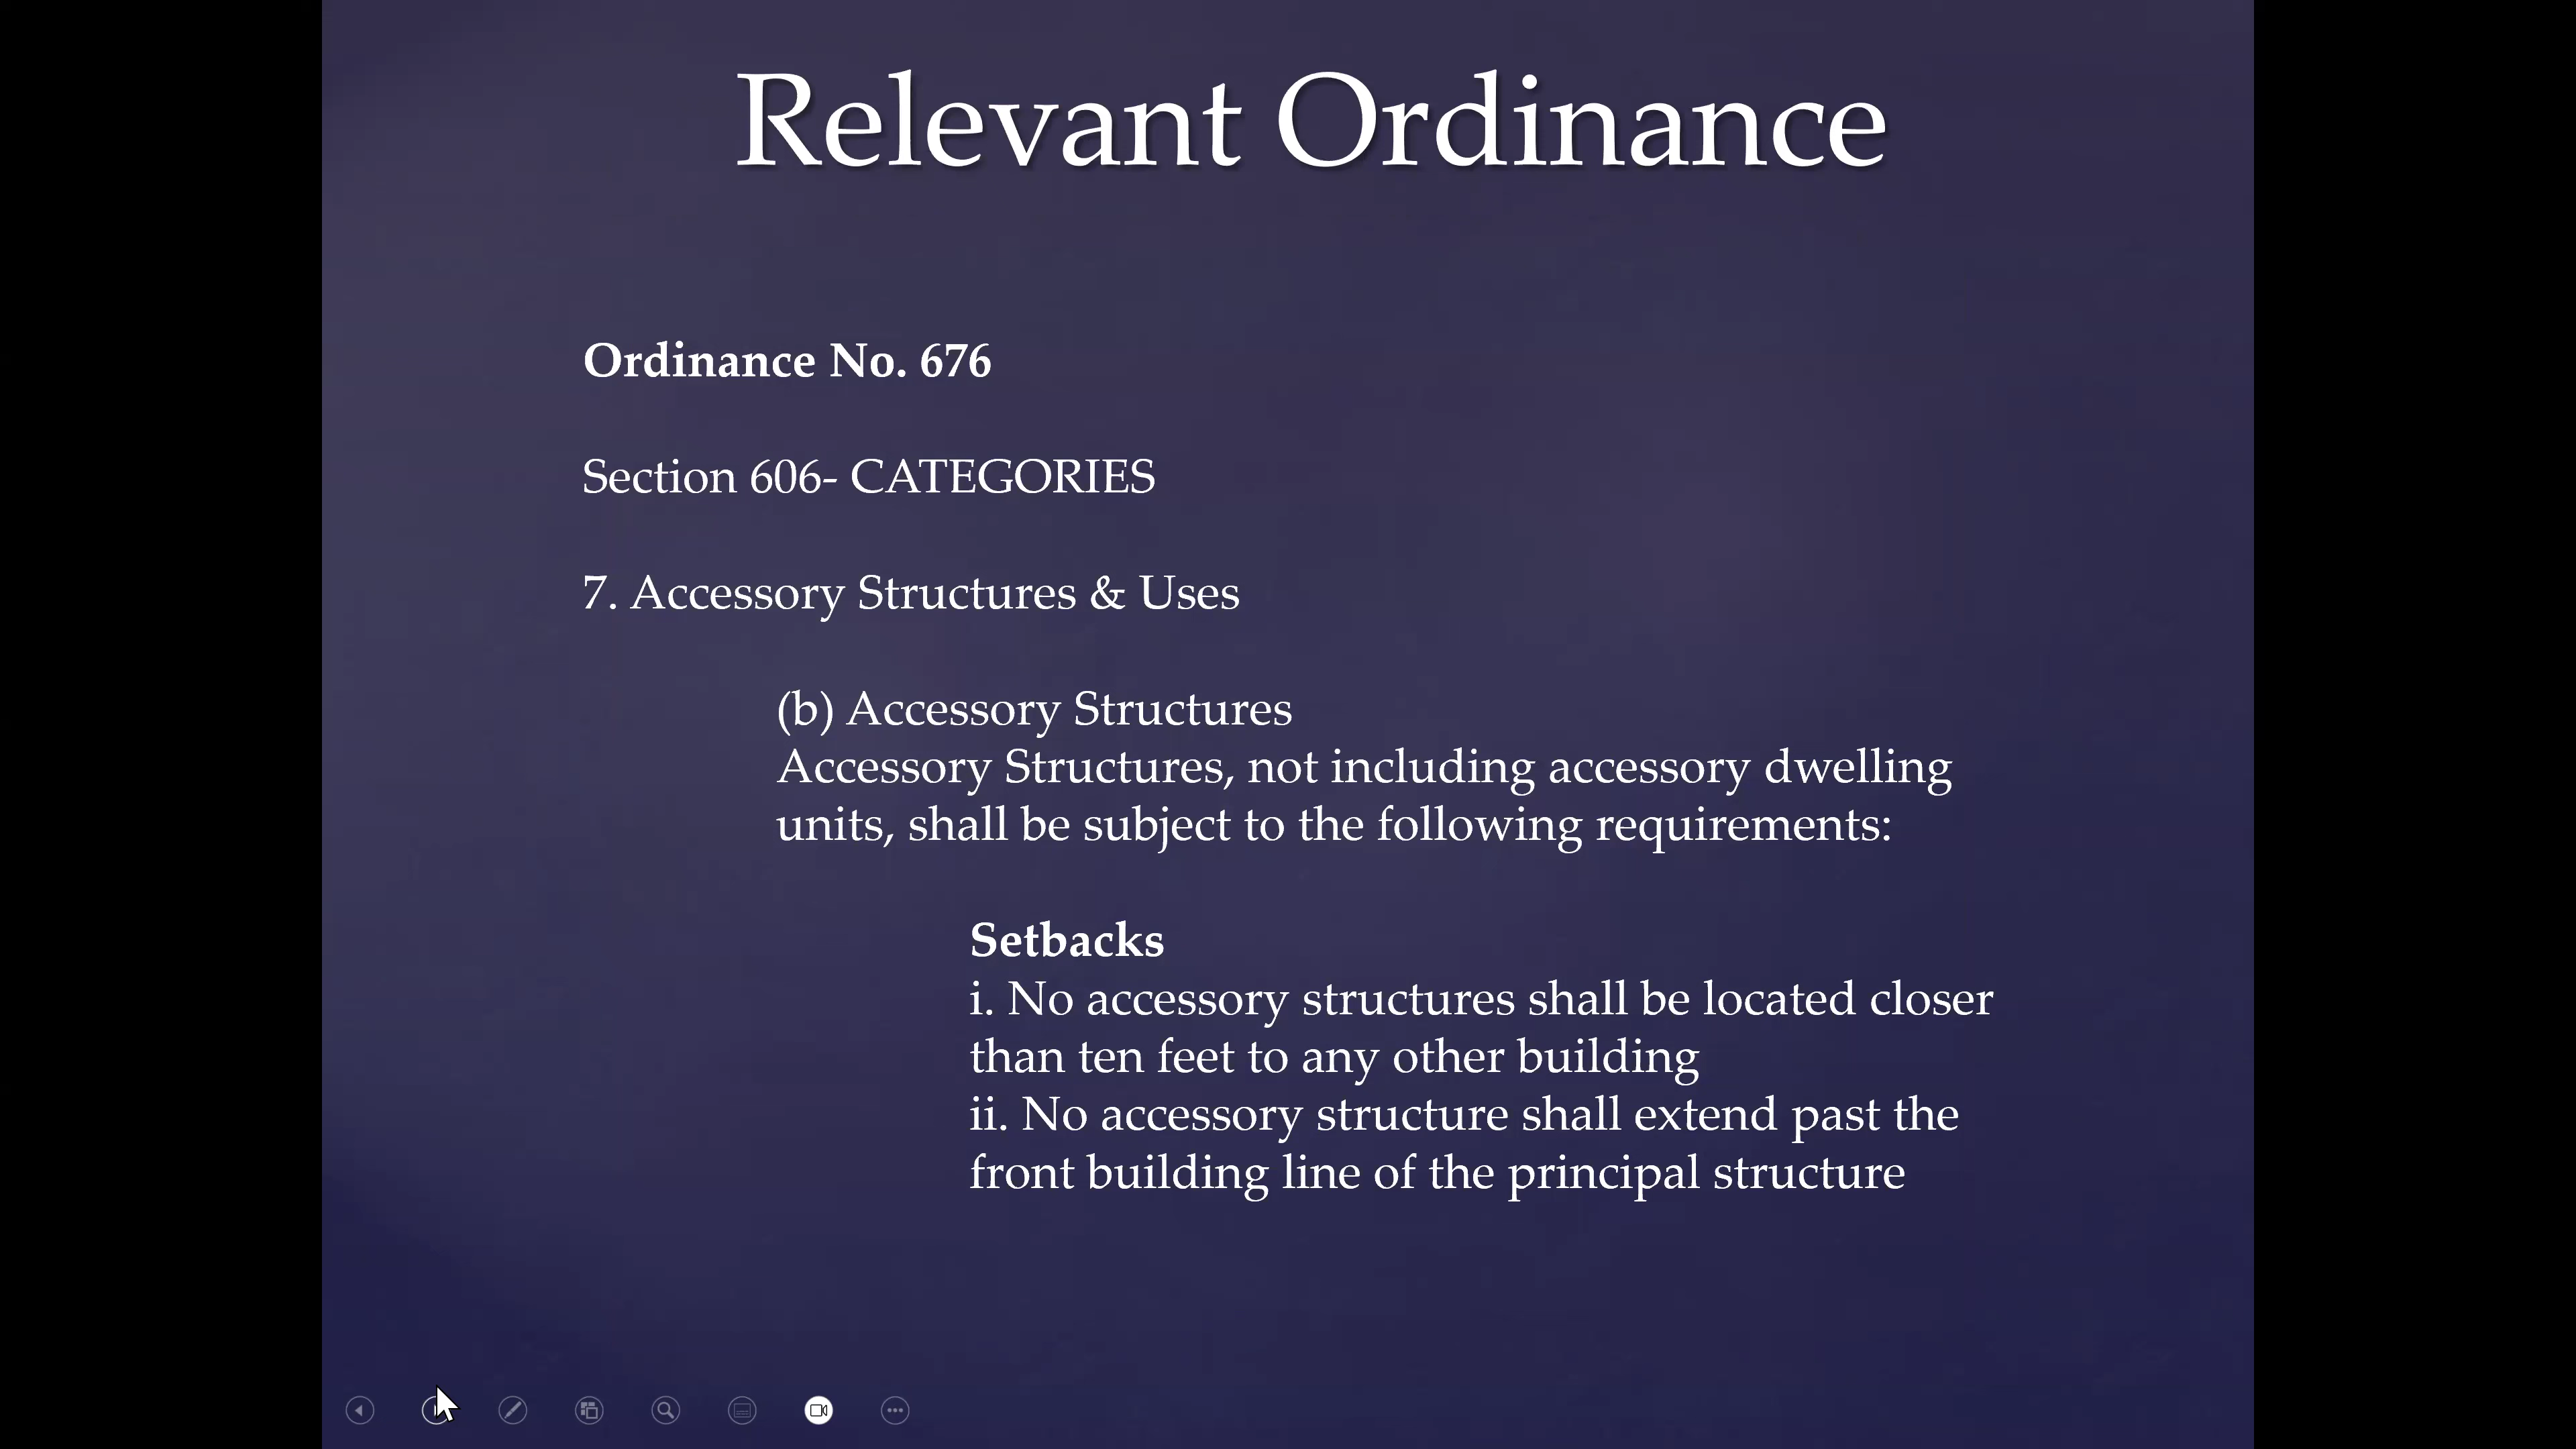 Relevant Ordinance
Ordinance No. 676
Section 606- CATEGORIES
7. Accessory Structures & Uses
(b) Accessory Structures
Accessory Structures, not including accessory dwelling
units, shall be subject to the following requirements:
Setbacks
i. No accessory structures shall be located closer
than ten feet to any other building
ii. No accessory structure shall extend past the
front building line of the principal structure